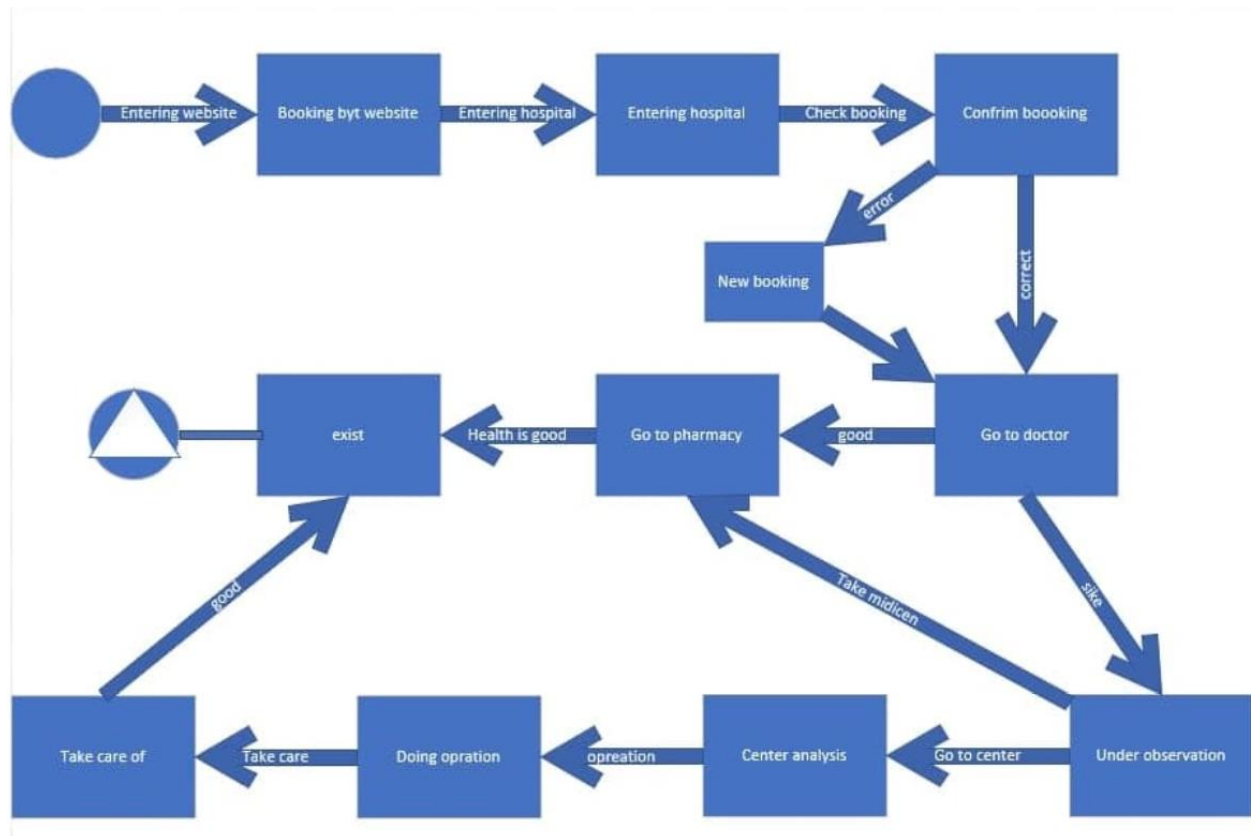 Entering website
Booking byt website
Entering hospital
Entering hospital
Check booking
Confrim boooking
error
correct
New booking
exist
Health is good
Go to pharmacy
good
Go to doctor
good
Take midicen
sike
Take care of
Take care
Doing opration
opreation
Center analysis
Go to center
Under observation